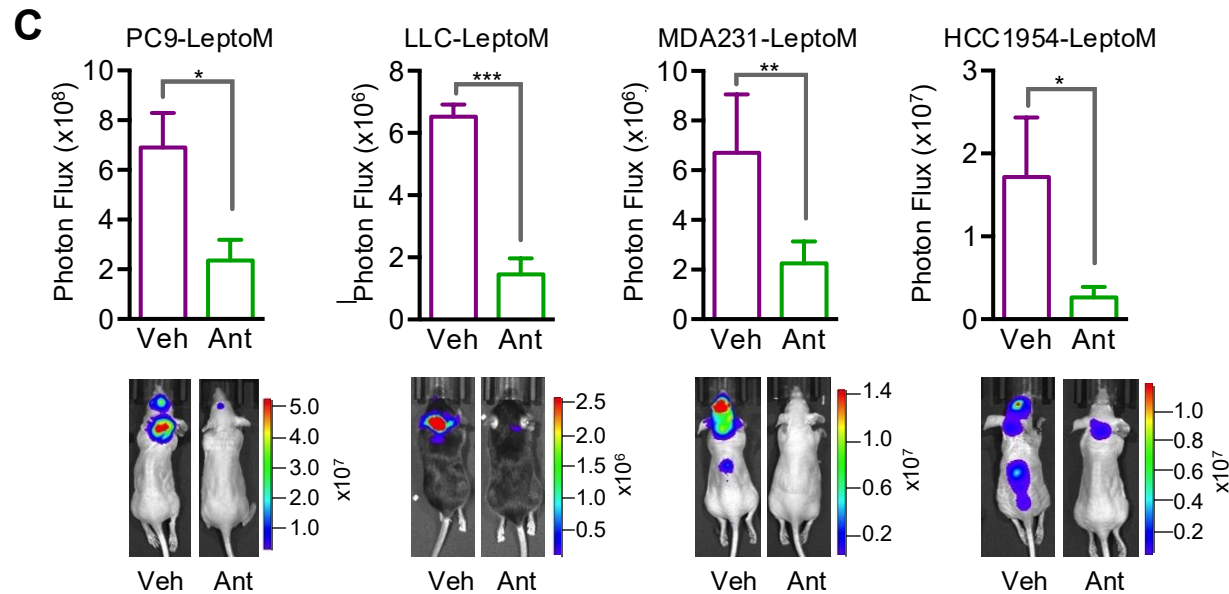 C
PC9-LeptoM
Photon Flux (x10⁸)
10
8
6
4
2
0
*
Veh Ant
LLC-LeptoM
_Photon Flux (x10⁶)
8
6
4
2
0
***
Veh Ant
MDA231-LeptoM
Photon Flux (x10⁶)
10
8
6
4
2
0
**
Veh Ant
HCC1954-LeptoM
Photon Flux (x10⁷)
3
2
1
0
*
Veh Ant
5.0
4.0
3.0
2.0
1.0
x10⁷
Veh Ant
2.5
2.0
1.5
1.0
0.5
x10⁶
Veh Ant
1.4
1.0
0.6
0.2
x10⁷
Veh Ant
1.0
0.8
0.6
0.4
0.2
x10⁷
Veh Ant